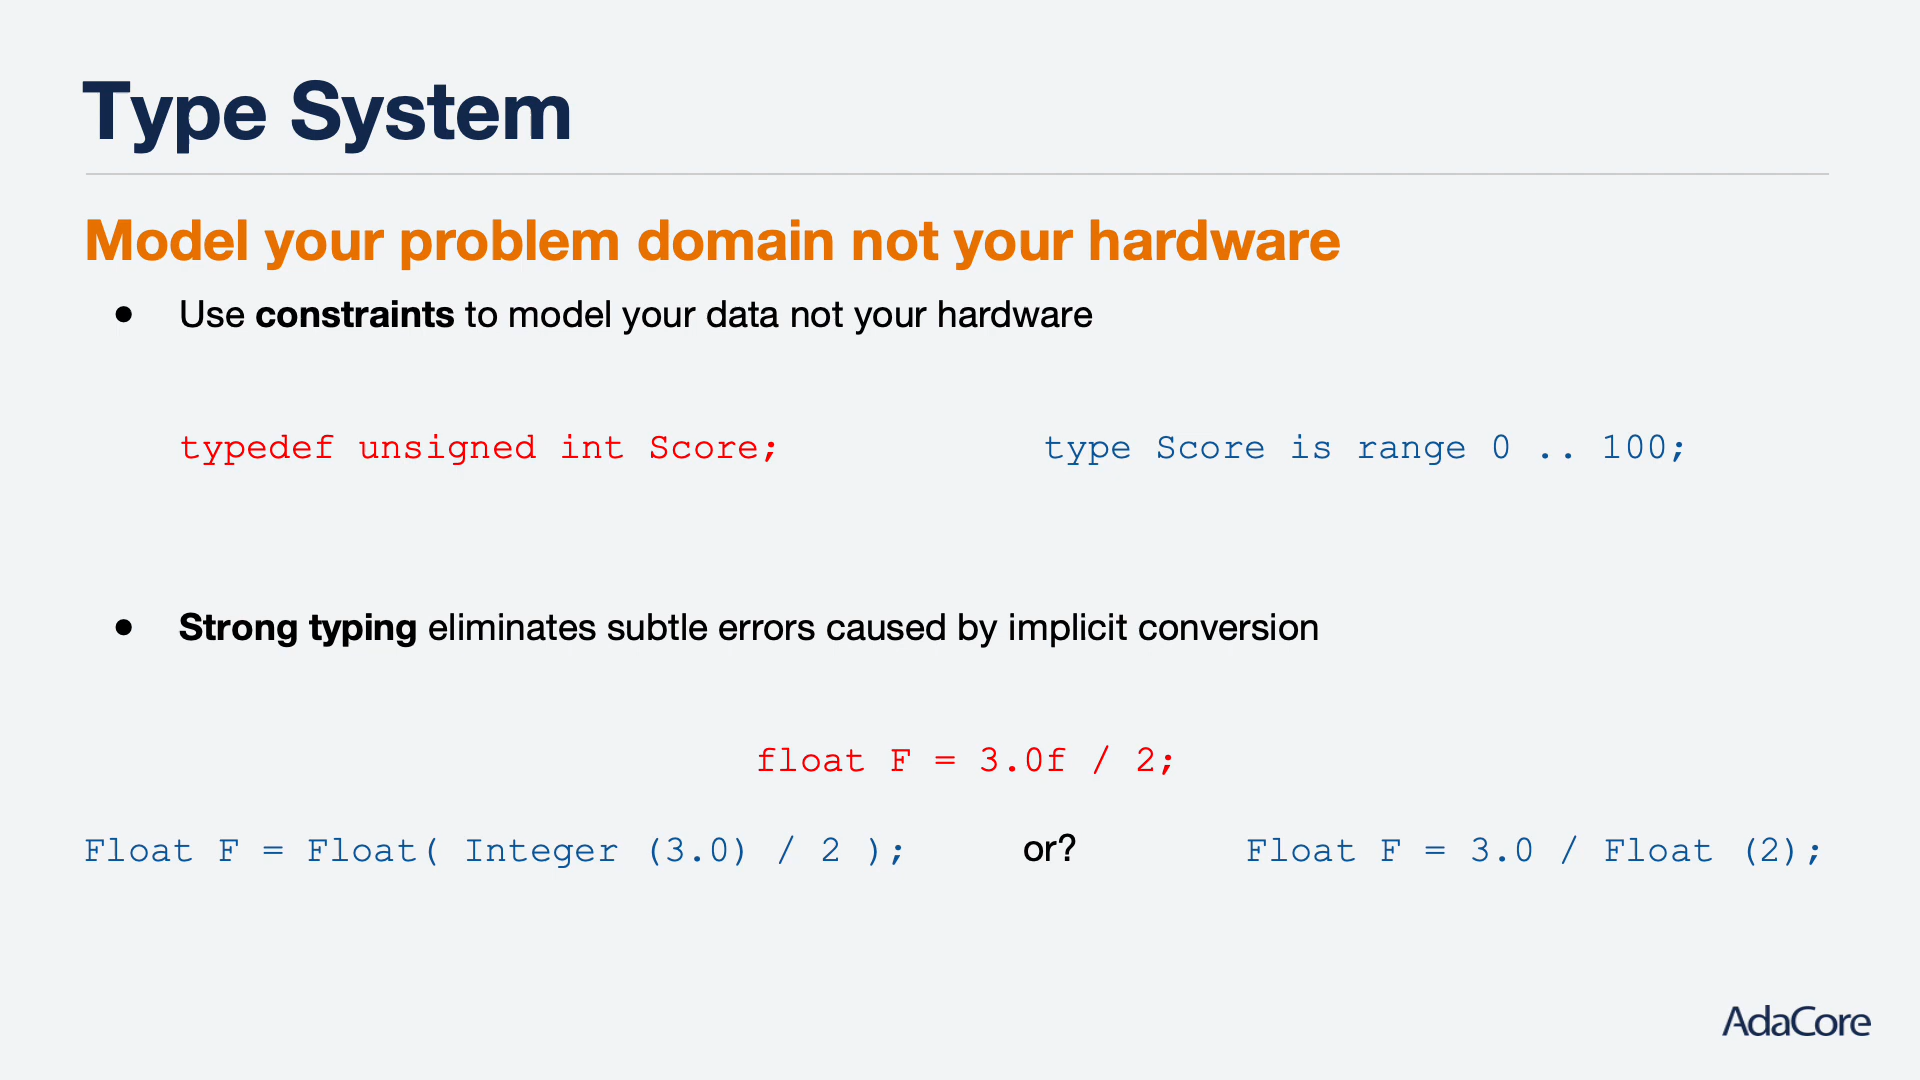 Type System
Model your problem domain not your hardware
● Use constraints to model your data not your hardware
typedef unsigned int Score; type Score is range 0 .. 100;
● Strong typing eliminates subtle errors caused by implicit conversion
float F = 3.0f / 2;
Float F = Float( Integer (3.0) / 2 ); or? Float F = 3.0 / Float (2);
AdaCore